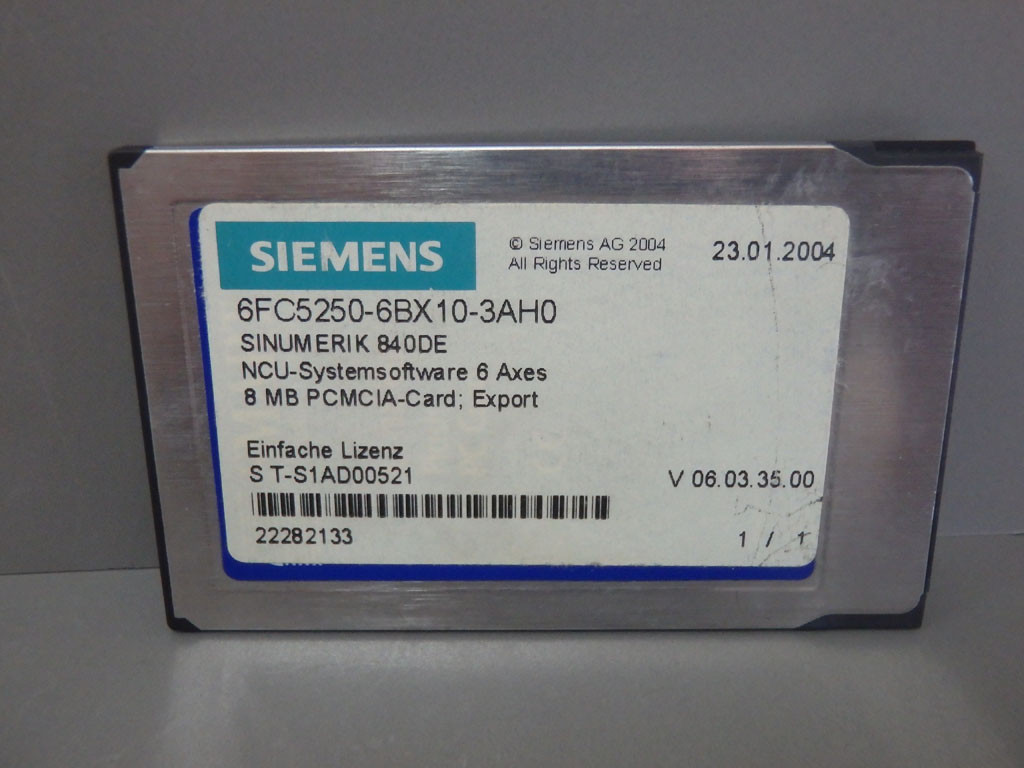 SIEMENS
© Siemens AG 2004
All Rights Reserved
23.01.2004
6FC5250-6BX10-3AH0
SINUMERIK 840DE
NCU-Systemsoftware 6 Axes
8 MB PCMCIA-Card; Export
Einfache Lizenz
S T-S1AD00521
V 06.03.35.00
22282133
1 / 1